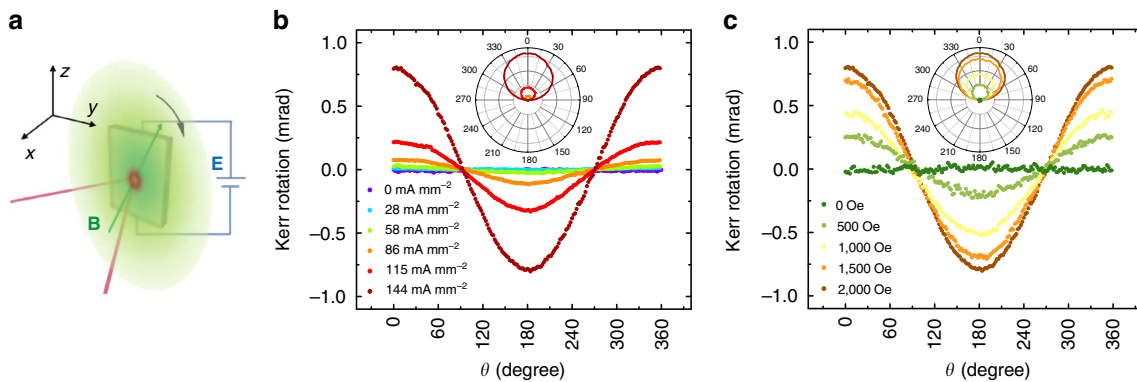 a
z
y
x
E
B
b
Kerr rotation (mrad)
1.0
0.5
0.0
−0.5
−1.0
0
60
120
180
240
300
360
θ (degree)
0
30
60
90
120
150
180
210
240
270
300
330
0 mA mm−2
28 mA mm−2
58 mA mm−2
86 mA mm−2
115 mA mm−2
144 mA mm−2
c
Kerr rotation (mrad)
1.0
0.5
0.0
−0.5
−1.0
0
60
120
180
240
300
360
θ (degree)
0
30
60
90
120
150
180
210
240
270
300
330
0 Oe
500 Oe
1,000 Oe
1,500 Oe
2,000 Oe